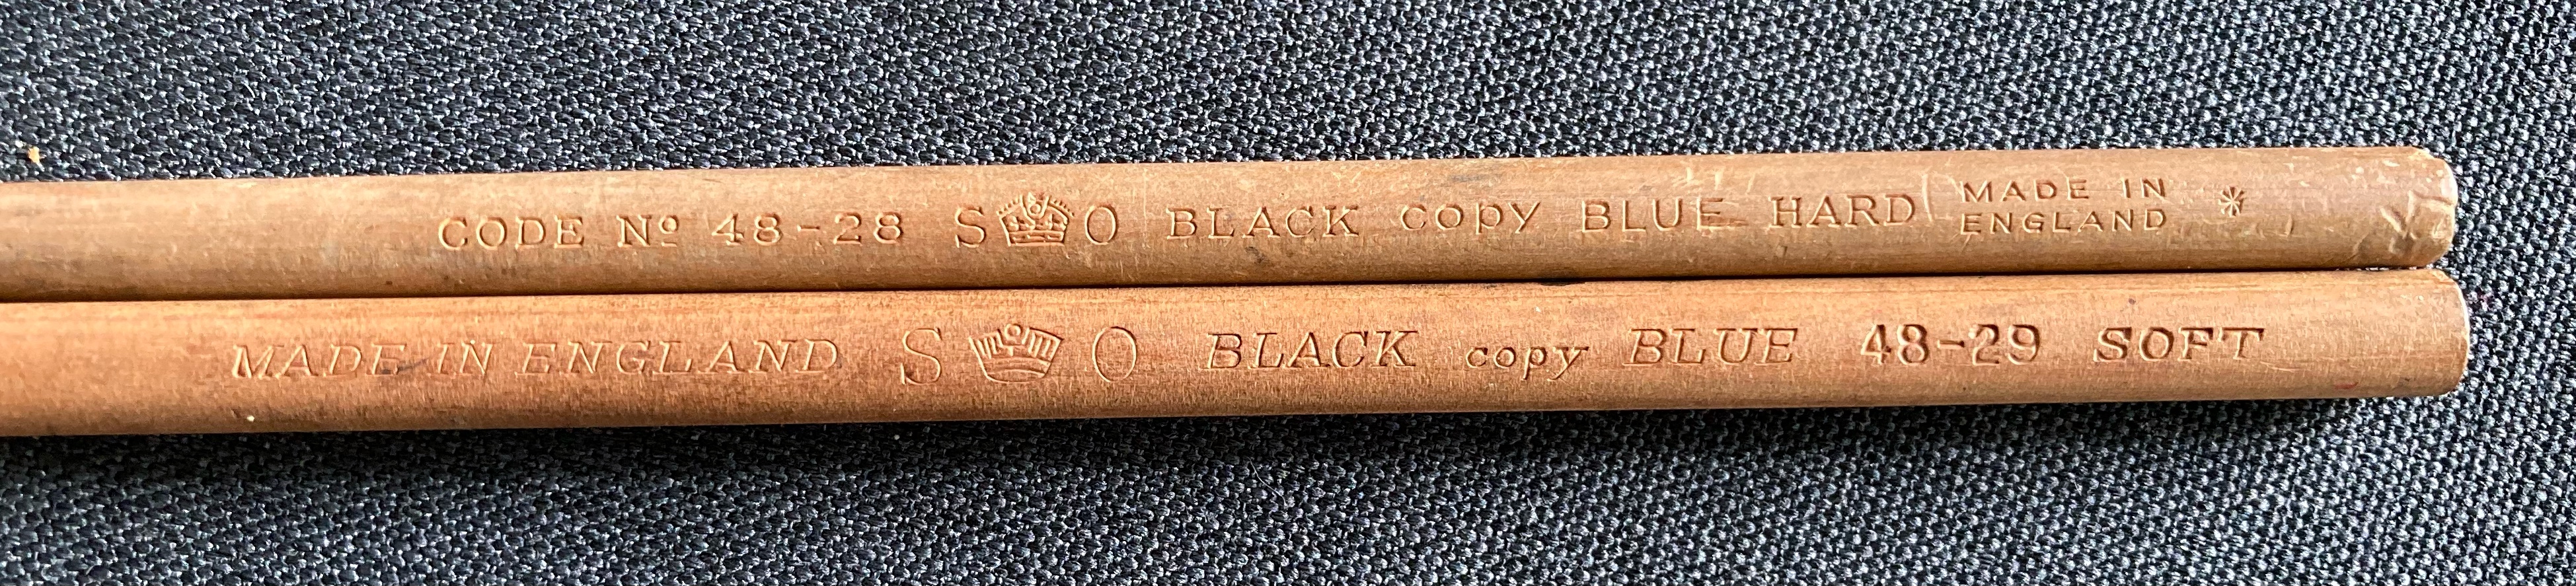 CODE Nº 48-28 S O BLACK copy BLUE HARD MADE IN
ENGLAND *
MADE IN ENGLAND S O BLACK copy BLUE 48-29 SOFT